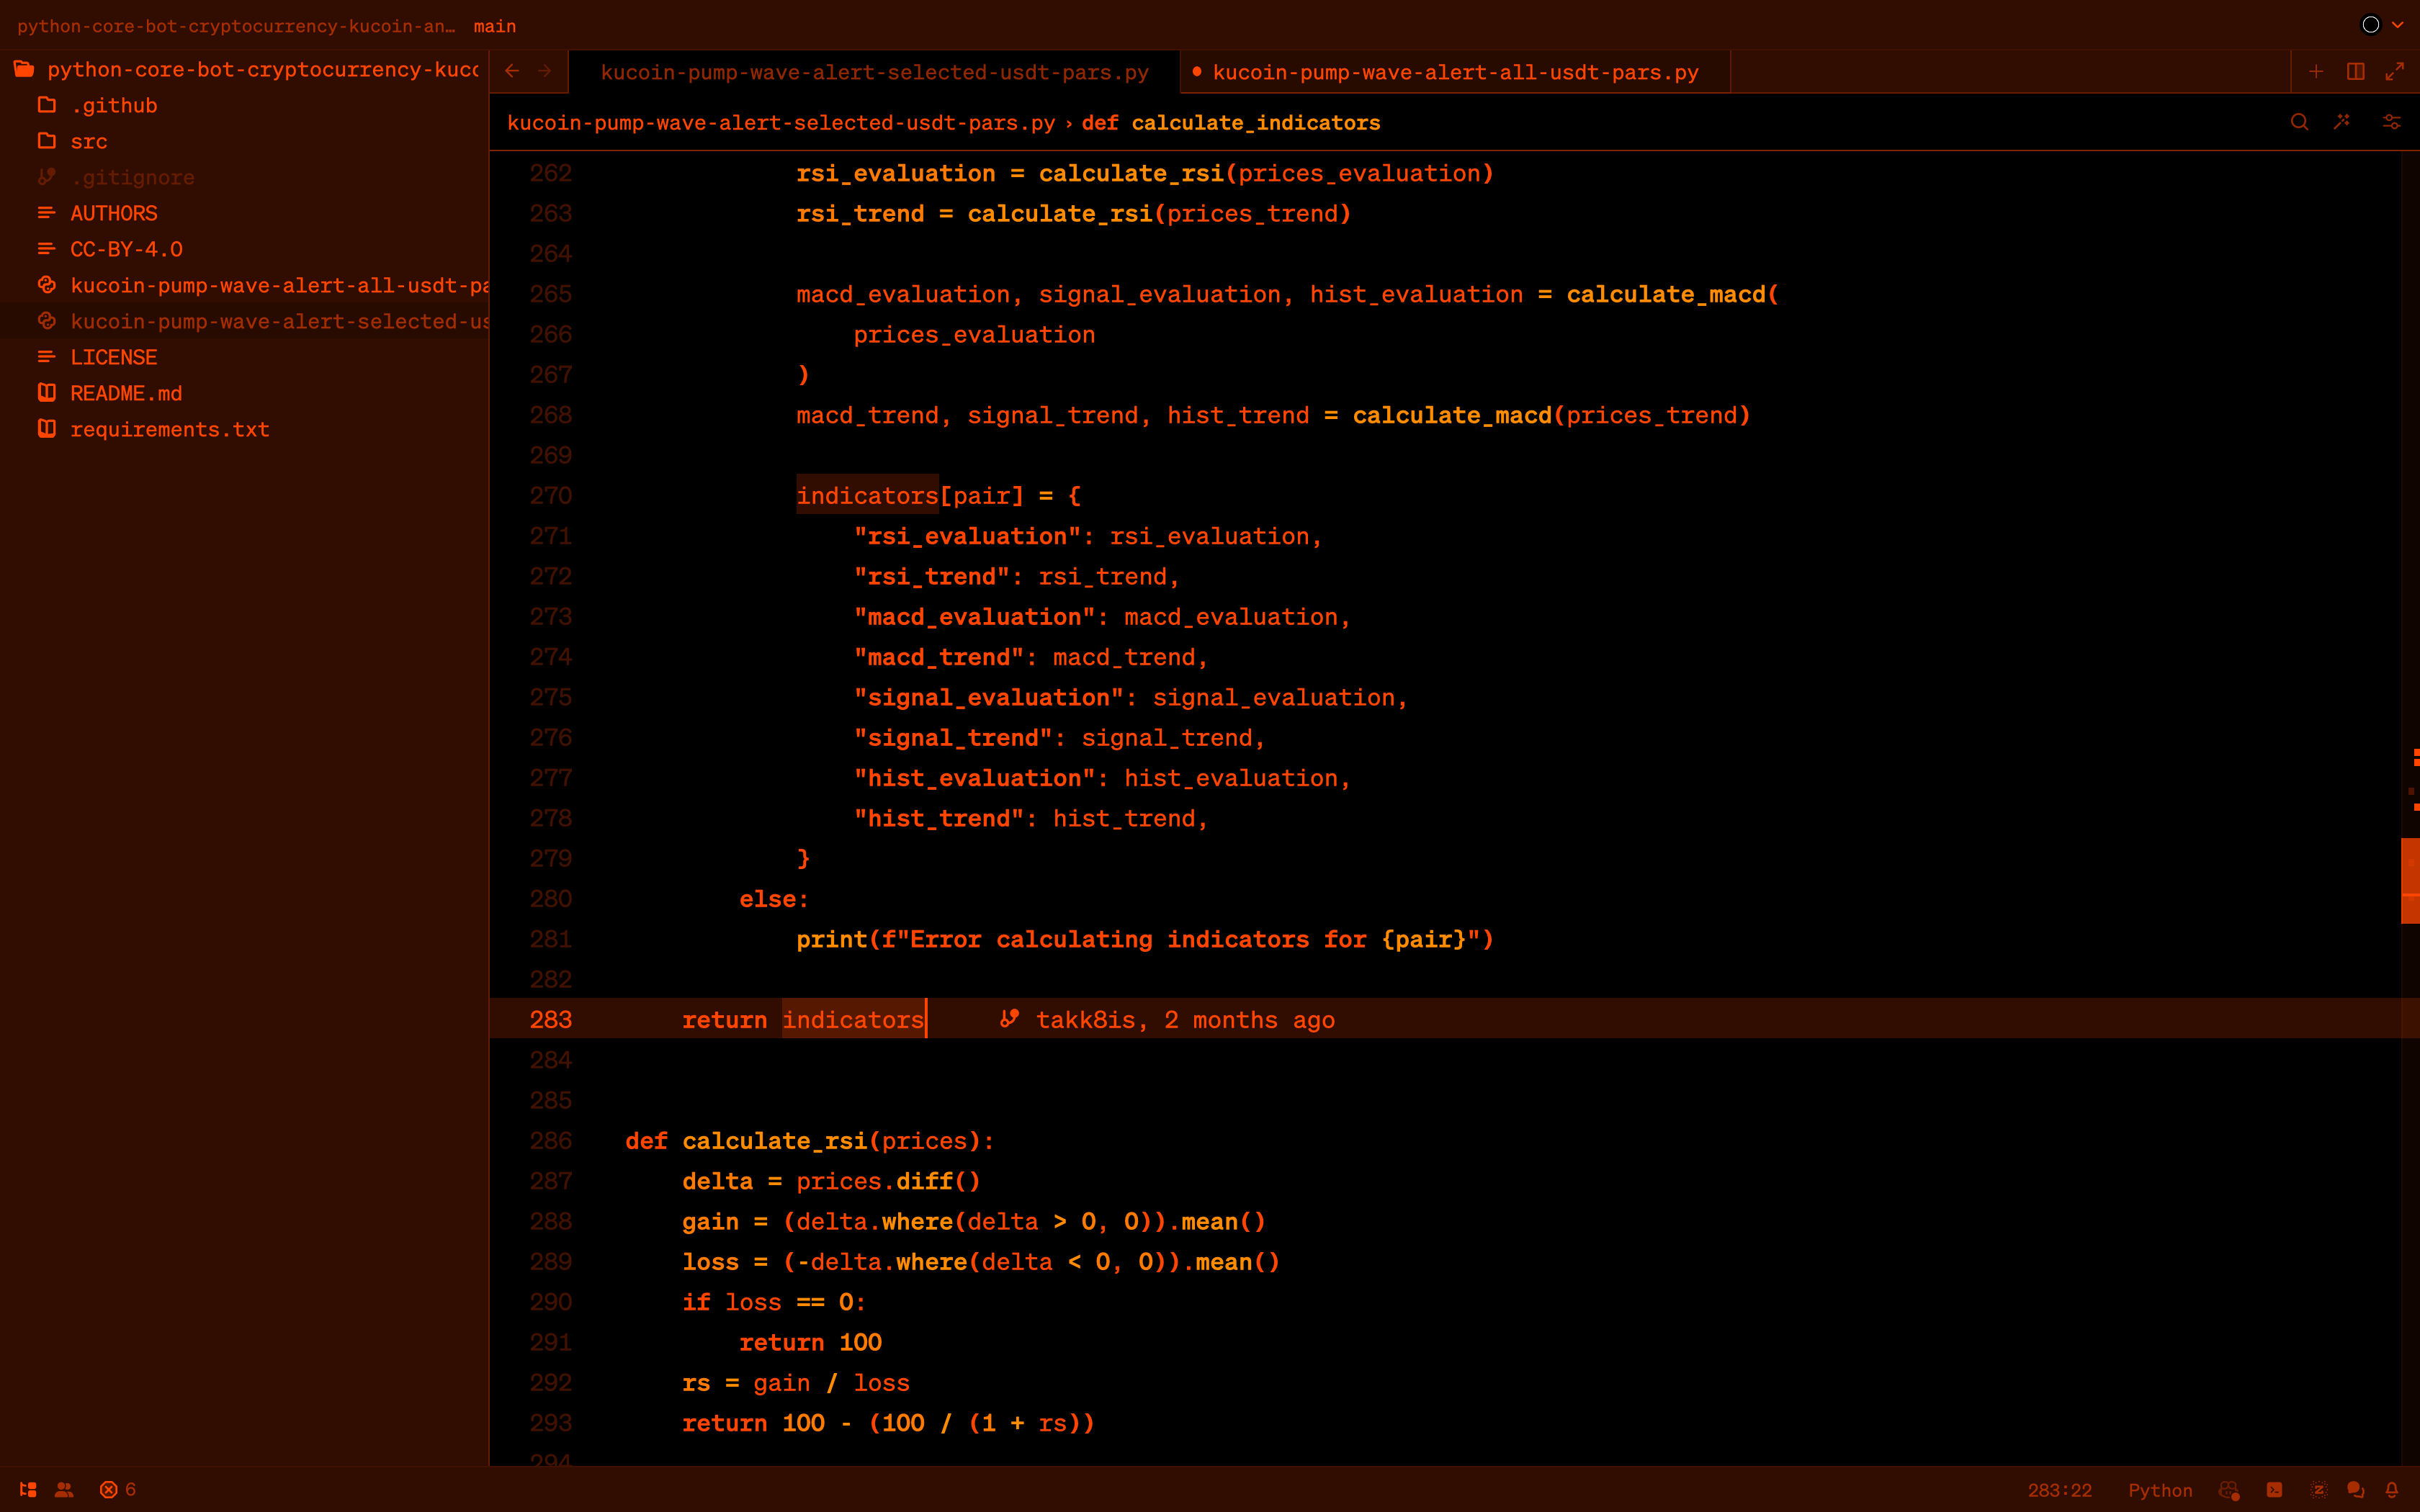 python-core-bot-cryptocurrency-kucoin-an… main
python-core-bot-cryptocurrency-kucc
.github
src
.gitignore
AUTHORS
CC-BY-4.0
kucoin-pump-wave-alert-all-usdt-pa
kucoin-pump-wave-alert-selected-us
LICENSE
README.md
requirements.txt
kucoin-pump-wave-alert-selected-usdt-pars.py
kucoin-pump-wave-alert-all-usdt-pars.py
kucoin-pump-wave-alert-selected-usdt-pars.py › def calculate_indicators
262 rsi_evaluation = calculate_rsi(prices_evaluation)
263 rsi_trend = calculate_rsi(prices_trend)
264
265 macd_evaluation, signal_evaluation, hist_evaluation = calculate_macd(
266 prices_evaluation
267 )
268 macd_trend, signal_trend, hist_trend = calculate_macd(prices_trend)
269
270 indicators[pair] = {
271 "rsi_evaluation": rsi_evaluation,
272 "rsi_trend": rsi_trend,
273 "macd_evaluation": macd_evaluation,
274 "macd_trend": macd_trend,
275 "signal_evaluation": signal_evaluation,
276 "signal_trend": signal_trend,
277 "hist_evaluation": hist_evaluation,
278 "hist_trend": hist_trend,
279 }
280 else:
281 print(f"Error calculating indicators for {pair}")
282
283 return indicators takk8is, 2 months ago
284
285
286 def calculate_rsi(prices):
287 delta = prices.diff()
288 gain = (delta.where(delta > 0, 0)).mean()
289 loss = (-delta.where(delta < 0, 0)).mean()
290 if loss == 0:
291 return 100
292 rs = gain / loss
293 return 100 - (100 / (1 + rs))
294
6
283:22 Python